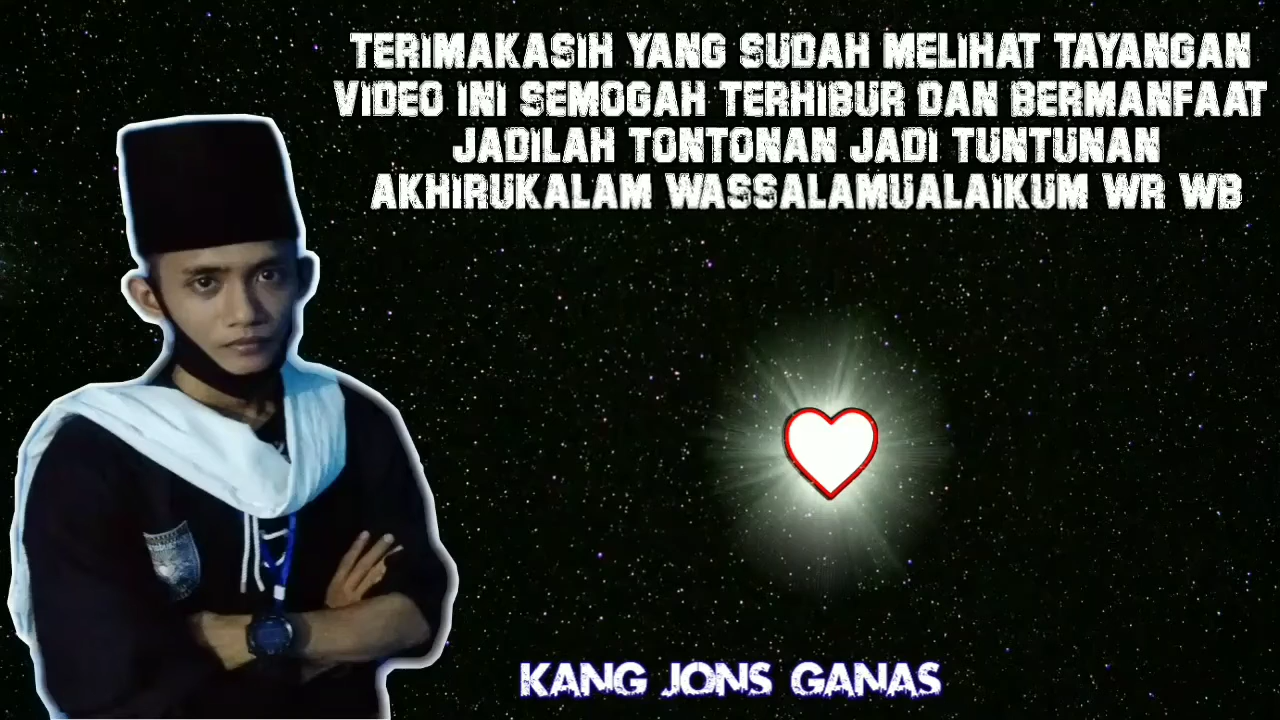 TERIMAKASIH YANG SUDAH MELIHAT TAYANGAN
VIDEO INI SEMOGAH TERHIBUR DAN BERMANFAAT
JADILAH TONTONAN JADI TUNTUNAN
AKHIRUKALAM WASSALAMUALAIKUM WR WB
KANG JONS GANAS